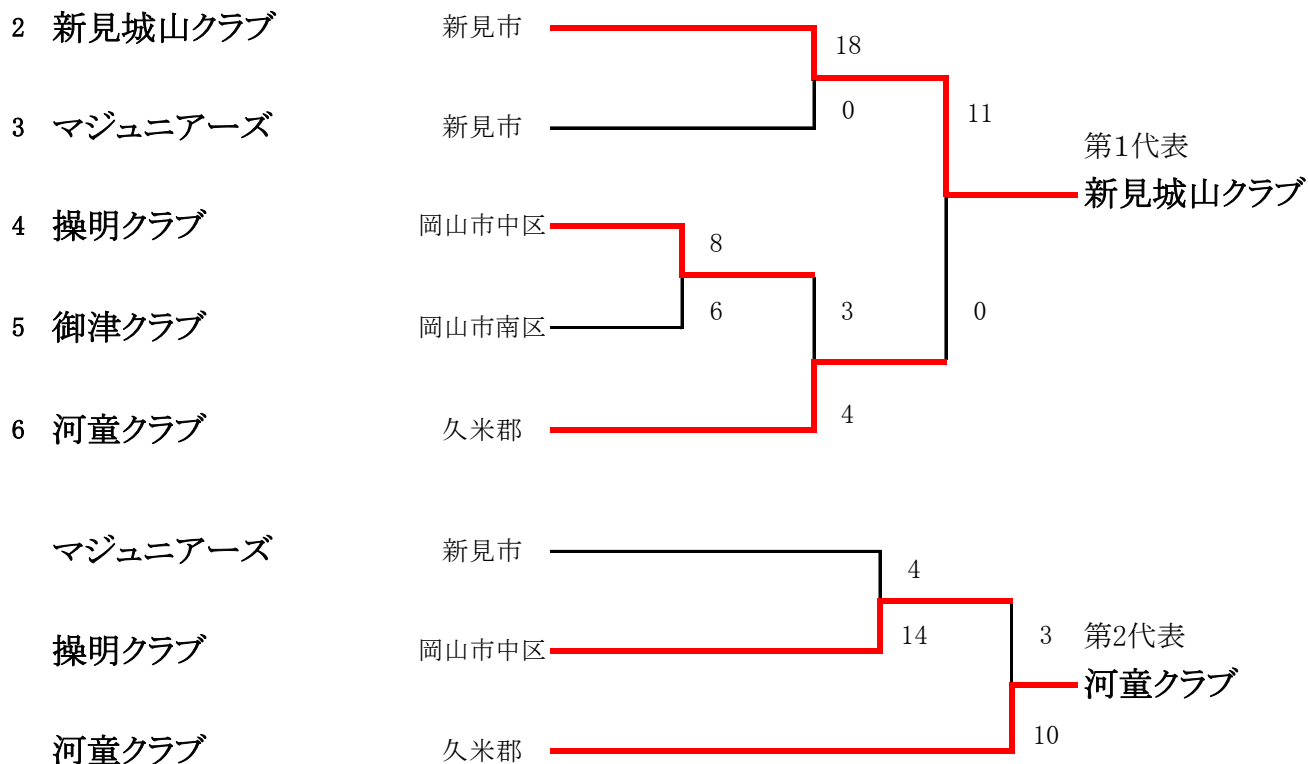 2 新見城山クラブ 新見市
18
3 マジュニアーズ 新見市
0
11
第1代表
新見城山クラブ
4 操明クラブ 岡山市中区
8
5 御津クラブ 岡山市南区
6
3
0
6 河童クラブ 久米郡
4
マジュニアーズ 新見市
4
操明クラブ 岡山市中区
14
3
第2代表
河童クラブ
河童クラブ 久米郡
10